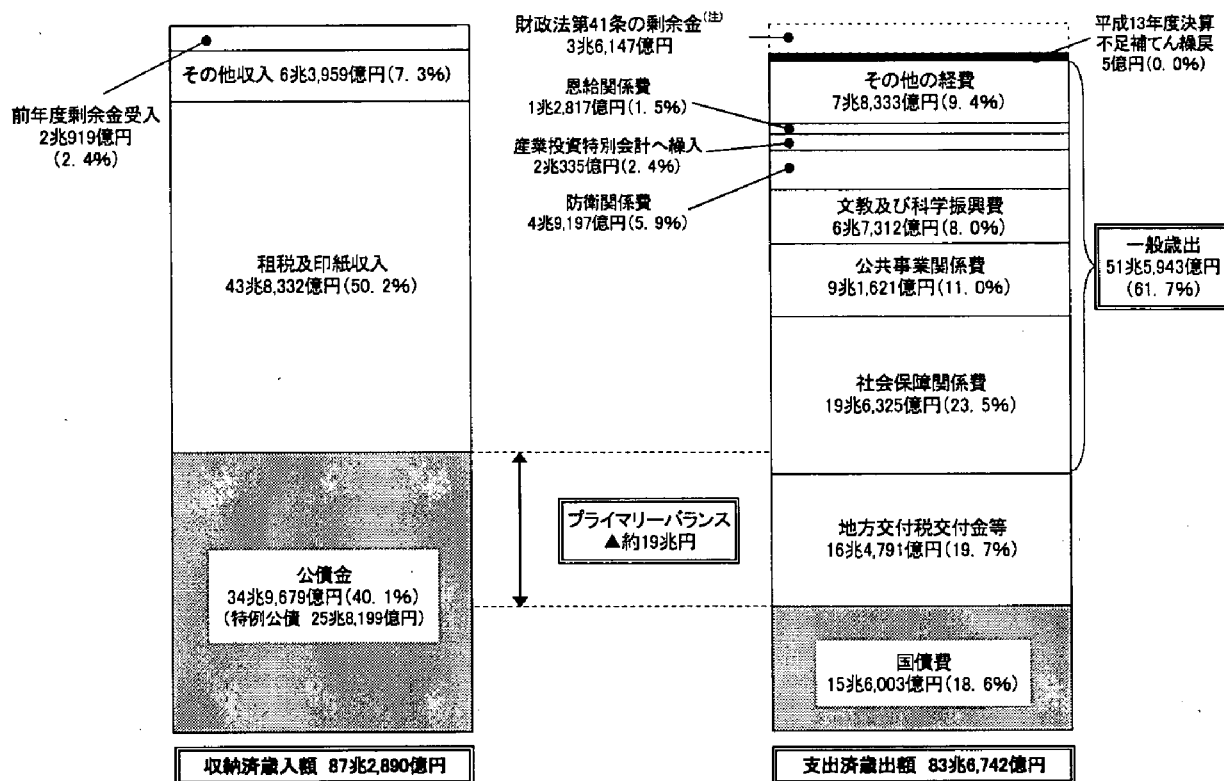 前年度剰余金受入
2兆919億円
(2.4%)
その他収入 6兆3,959億円(7.3%)
租税及印紙収入
43兆8,332億円(50.2%)
公債金
34兆9,679億円(40.1%)
(特例公債 25兆8,199億円)
収納済歳入額 87兆2,890億円
プライマリーバランス
▲約19兆円
財政法第41条の剰余金(注)
3兆6,147億円
恩給関係費
1兆2,817億円(1.5%)
産業投資特別会計へ繰入
2兆335億円(2.4%)
防衛関係費
4兆9,197億円(5.9%)
平成13年度決算
不足補てん繰戻
5億円(0.0%)
その他の経費
7兆8,333億円(9.4%)
文教及び科学振興費
6兆7,312億円(8.0%)
公共事業関係費
9兆1,621億円(11.0%)
社会保障関係費
19兆6,325億円(23.5%)
一般歳出
51兆5,943億円
(61.7%)
地方交付税交付金等
16兆4,791億円(19.7%)
国債費
15兆6,003億円(18.6%)
支出済歳出額 83兆6,742億円